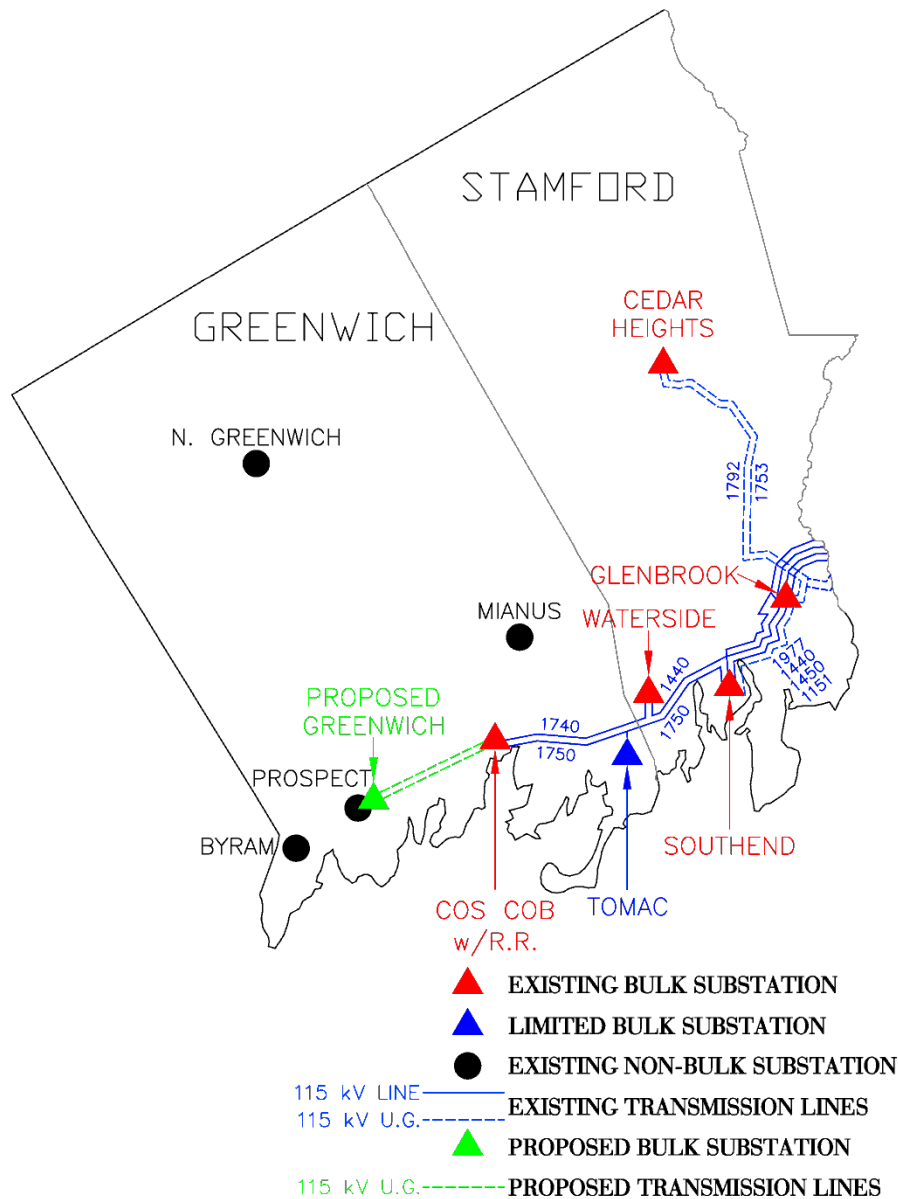 STAMFORD
CEDAR
HEIGHTS
GREENWICH
N. GREENWICH
1792
1753
GLENBROOK
MIANUS
WATERSIDE
1977
1440
1450
1151
1440
1750
PROPOSED
GREENWICH
1740
1750
PROSPECT
BYRAM
SOUTHEND
COS COB
w/R.R.
TOMAC
EXISTING BULK SUBSTATION
LIMITED BULK SUBSTATION
EXISTING NON-BULK SUBSTATION
115 kV LINE
115 kV U.G.
EXISTING TRANSMISSION LINES
PROPOSED BULK SUBSTATION
115 kV U.G.
PROPOSED TRANSMISSION LINES